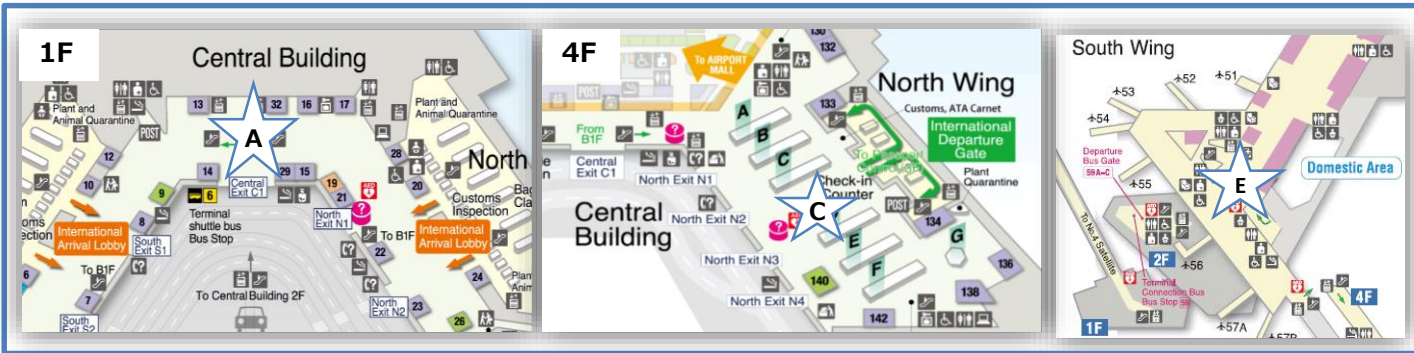 1F
Central Building
13
32
16
17
Plant and
Animal Quarantine
POST
A
Plant and
Animal Quarantine
12
10
9
8
14
Central
Exit C1
29
15
19
21
AED
28
20
North
Customs
Inspection
6
Terminal
shuttle bus
Bus Stop
North
Exit N1
International
Arrival Lobby
South
Exit S1
To B1F
International
Arrival Lobby
22
24
To B1F
7
South
Exit S2
To Central Building 2F
North
Exit N2
23
26
4F
130
132
To AIRPORT
MALL
POST
North Wing
Customs, ATA Carnet
133
A
B
C
International
Departure
Gate
From
B1F
Central
Exit C1
North Exit N1
Check-in
Counter
Plant
Quarantine
POST
C
North Exit N2
Central
Building
134
E
G
North Exit N3
F
136
140
North Exit N4
138
142
South Wing
52
51
53
54
Departure
Bus Gate
59A-C
Domestic Area
55
E
To No.4 Satellite
2F
56
Terminal
Connection Bus
Bus Stop 59
4F
1F
57A
57B